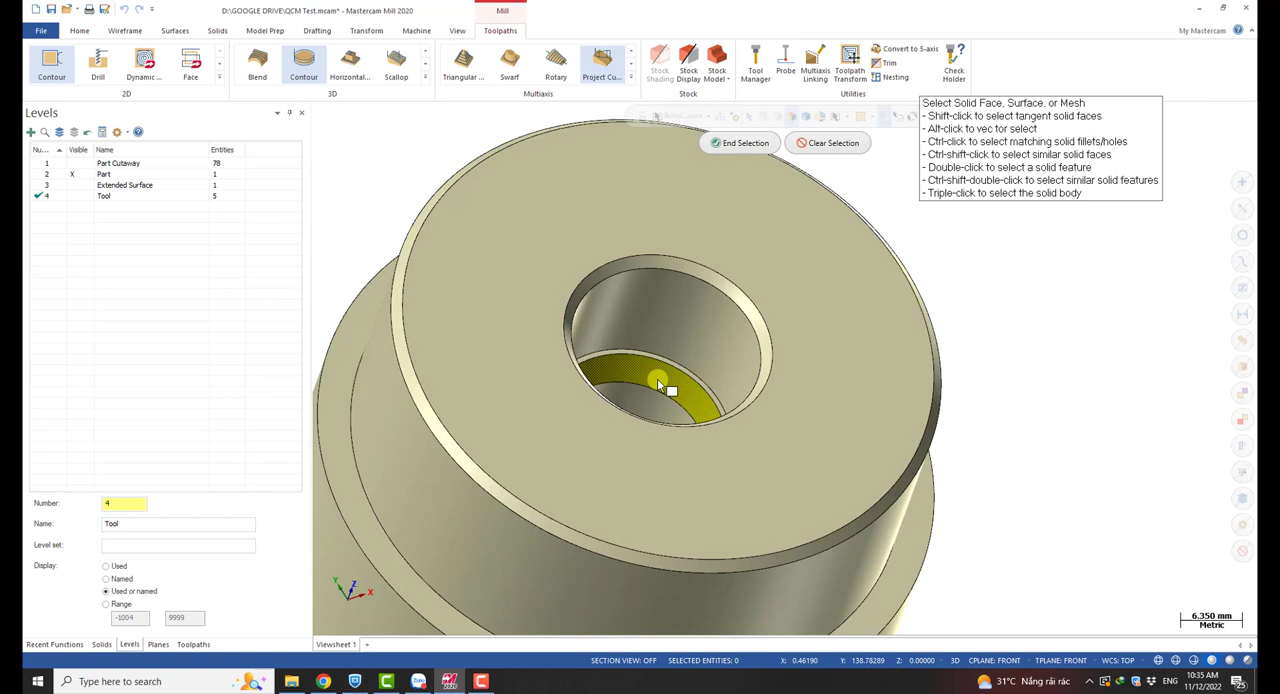 D:\GOOGLE DRIVE\QCM Test.mcam* - Mastercam Mill 2020
Mill
File Home Wireframe Surfaces Solids Model Prep Drafting Transform Machine View Toolpaths
My Mastercam
Contour Drill Dynamic ... Face
2D
Blend Contour Horizontal... Scallop
3D
Triangular ... Swarf Rotary Project Cu...
Multiaxis
Stock Shading Stock Display Stock Model
Stock
Tool Manager Probe Multiaxis Linking Toolpath Transform
Convert to 5-axis
Trim
Nesting
Check Holder
Utilities
Levels
Nu... Visible Name Entities
1 Part Cutaway 78
2 X Part 1
3 Extended Surface 1
4 Tool 5
Number: 4
Name: Tool
Level set:
Display: Used
Named
Used or named
Range
-1004 9999
AutoCursor
End Selection Clear Selection
Select Solid Face, Surface, or Mesh
- Shift-click to select tangent solid faces
- Alt-click to vector select
- Ctrl-click to select matching solid fillets/holes
- Ctrl-shift-click to select similar solid faces
- Double-click to select a solid feature
- Ctrl-shift-double-click to select similar solid features
- Triple-click to select the solid body
Y Z X
6.350 mm
Metric
Recent Functions Solids Levels Planes Toolpaths
Viewsheet 1 +
SECTION VIEW: OFF SELECTED ENTITIES: 0 X: 0.46190 Y: 138.78289 Z: 0.00000 3D CPLANE: FRONT TPLANE: FRONT WCS: TOP
Type here to search
Zalo
2020
31°C Nắng rải rác
ENG
10:35 AM
11/12/2022
25